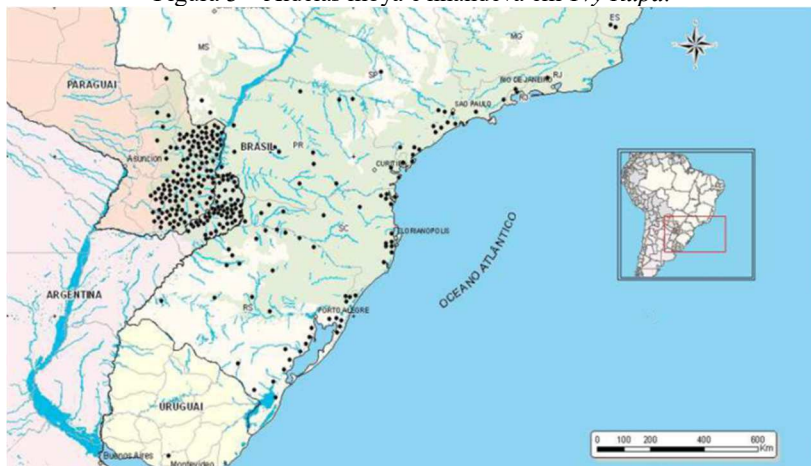 MS
MG
ES
SP
RIO DE JANEIRO
RJ
PARAGUAI
SAO PAULO
Asuncion
BRASIL
PR
CURITIBA
SC
FLORIANOPOLIS
OCEANO ATLÂNTICO
ARGENTINA
RS
PORTO ALEGRE
URUGUAI
Buenos Aires
Montevideo
0 100 200 400 600
Km